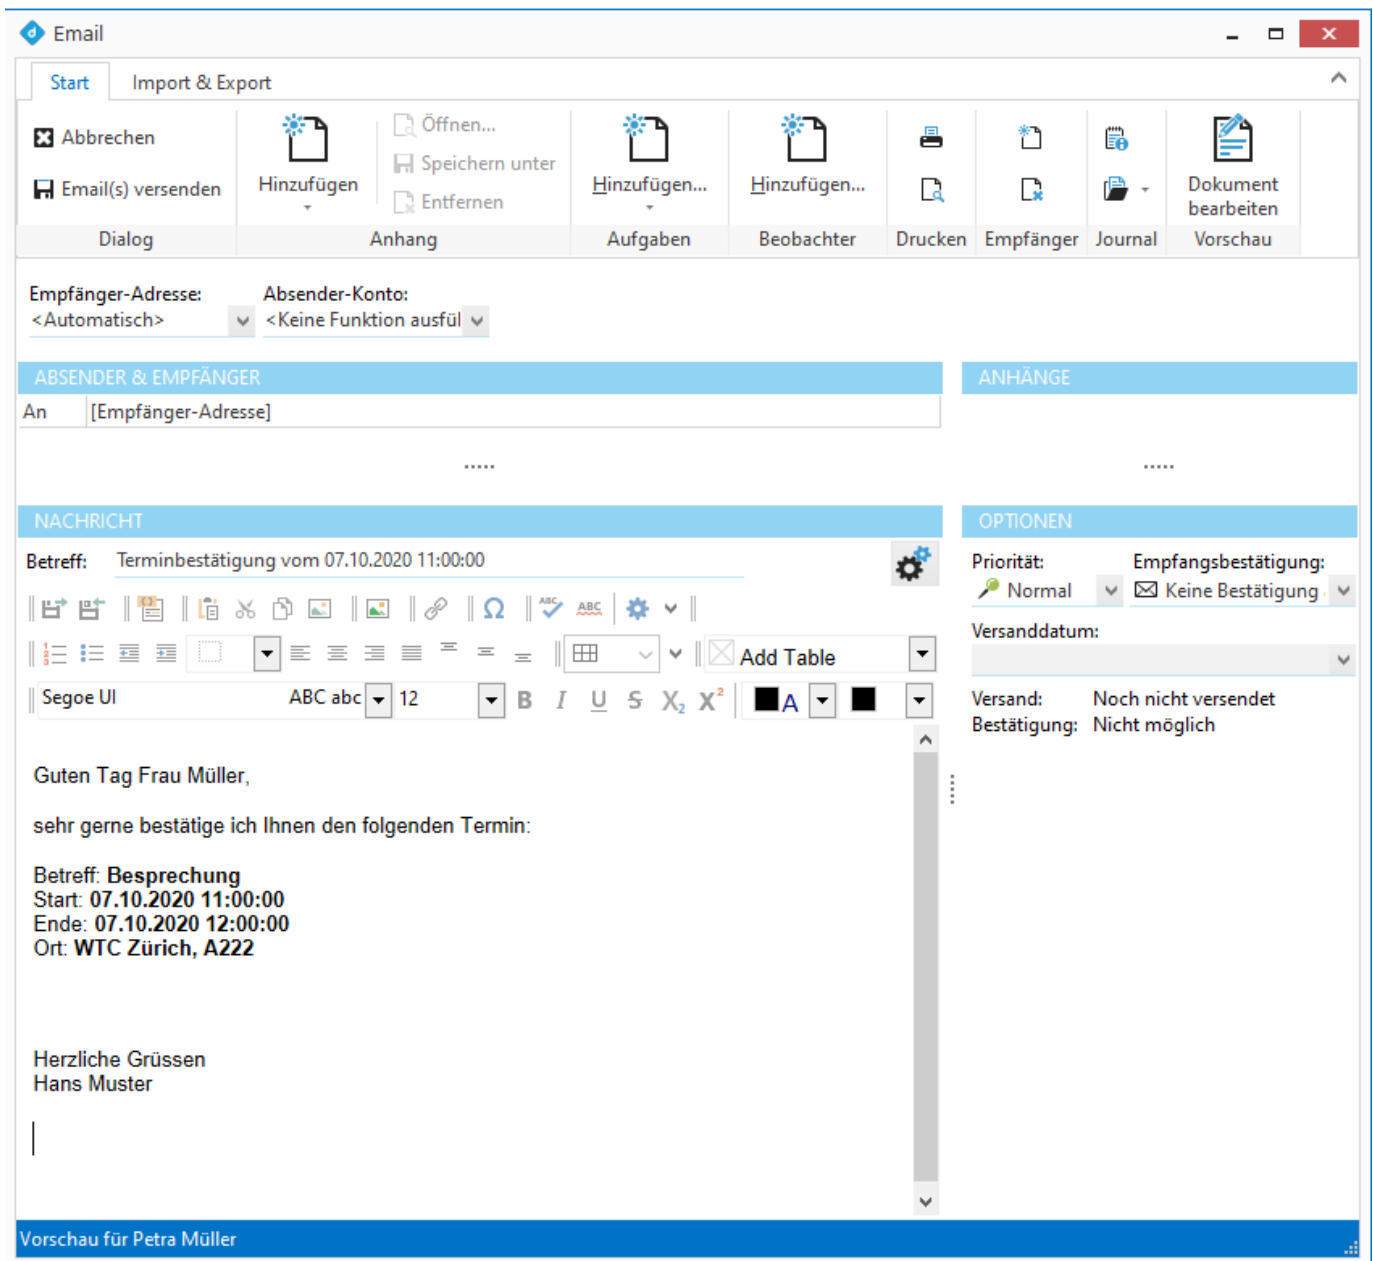 Email
Start Import & Export
Abbrechen
Email(s) versenden
Dialog
Hinzufügen
Öffnen...
Speichern unter
Entfernen
Anhang
Hinzufügen...
Aufgaben
Hinzufügen...
Beobachter
Drucken
Empfänger
Journal
Dokument
bearbeiten
Vorschau
Empfänger-Adresse: Absender-Konto:
<Automatisch> <Keine Funktion ausfül
ABSENDER & EMPFÄNGER
An [Empfänger-Adresse]
ANHÄNGE
NACHRICHT
Betreff: Terminbestätigung vom 07.10.2020 11:00:00
Add Table
Segoe UI ABC abc 12
Guten Tag Frau Müller,
sehr gerne bestätige ich Ihnen den folgenden Termin:
Betreff: Besprechung
Start: 07.10.2020 11:00:00
Ende: 07.10.2020 12:00:00
Ort: WTC Zürich, A222
Herzliche Grüssen
Hans Muster
OPTIONEN
Priorität: Empfangsbestätigung:
Normal Keine Bestätigung
Versanddatum:
Versand: Noch nicht versendet
Bestätigung: Nicht möglich
Vorschau für Petra Müller